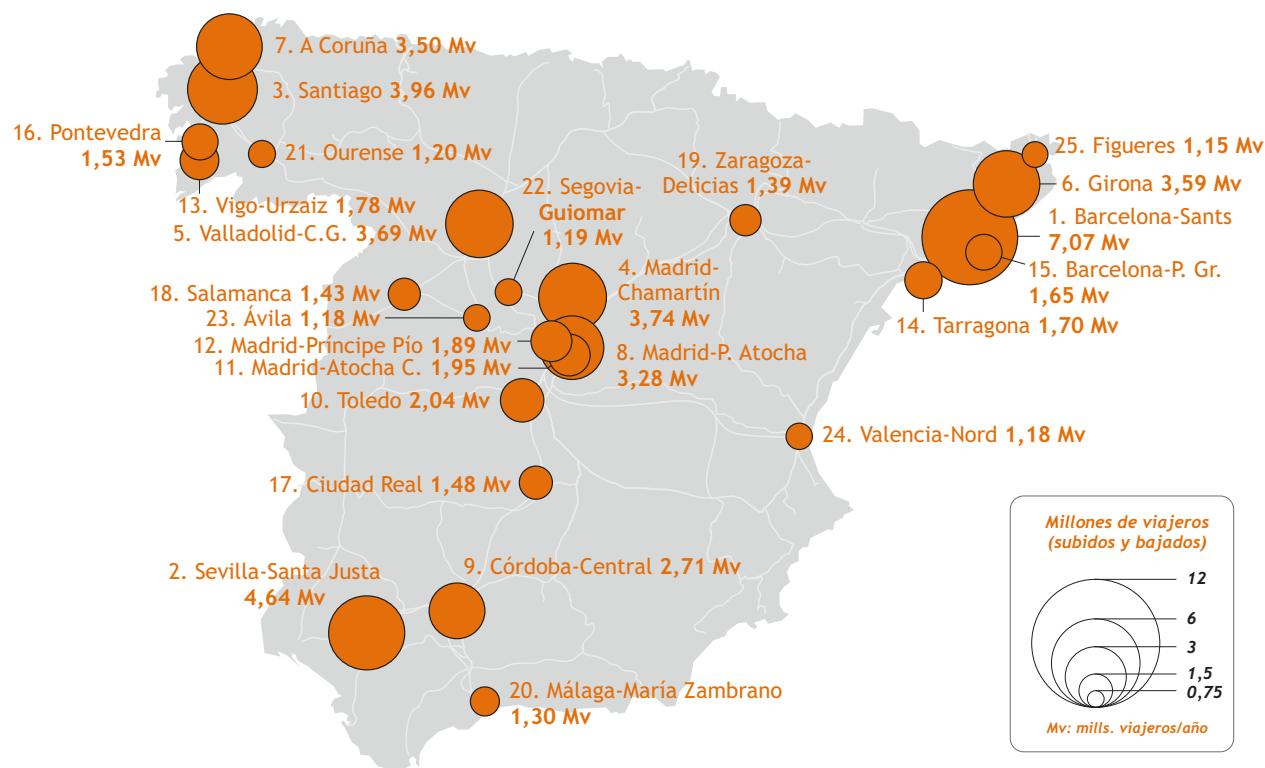 7. A Coruña 3,50 Mv
3. Santiago 3,96 Mv
16. Pontevedra
1,53 Mv
21. Ourense 1,20 Mv
13. Vigo-Urzaiz 1,78 Mv
5. Valladolid-C.G. 3,69 Mv
22. Segovia-
Guiomar
1,19 Mv
19. Zaragoza-
Delicias 1,39 Mv
25. Figueres 1,15 Mv
6. Girona 3,59 Mv
1. Barcelona-Sants
7,07 Mv
15. Barcelona-P. Gr.
1,65 Mv
14. Tarragona 1,70 Mv
18. Salamanca 1,43 Mv
23. Ávila 1,18 Mv
4. Madrid-
Chamartín
3,74 Mv
12. Madrid-Príncipe Pío 1,89 Mv
11. Madrid-Atocha C. 1,95 Mv
8. Madrid-P. Atocha
3,28 Mv
10. Toledo 2,04 Mv
24. Valencia-Nord 1,18 Mv
17. Ciudad Real 1,48 Mv
2. Sevilla-Santa Justa
4,64 Mv
9. Córdoba-Central 2,71 Mv
20. Málaga-María Zambrano
1,30 Mv
Millones de viajeros
(subidos y bajados)
12
6
3
1,5
0,75
Mv: mills. viajeros/año